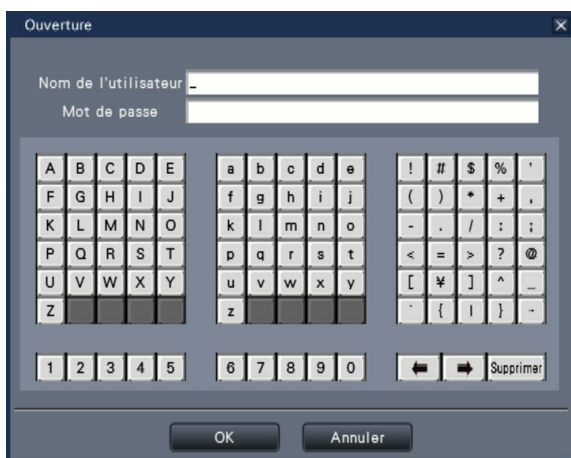 Ouverture
Nom de l'utilisateur _
Mot de passe
A B C D E a b c d e ! # $ % '
F G H I J f g h i j ( ) * + ,
K L M N O k l m n o - . / : ;
P Q R S T p q r s t < = > ? @
U V W X Y u v w x y [ ¥ ] ^ _
Z z ` { | } ~
1 2 3 4 5 6 7 8 9 0 ← → Supprimer
OK Annuler